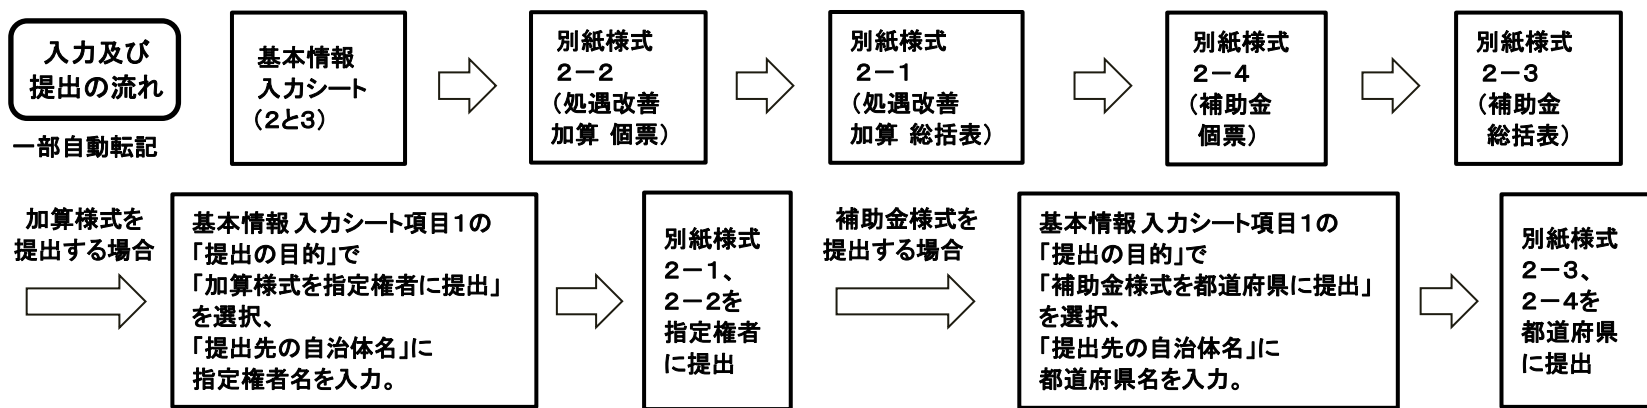 入力及び
提出の流れ
一部自動転記
基本情報
入力シート
(2と3)
別紙様式
2-2
(処遇改善
加算 個票)
別紙様式
2-1
(処遇改善
加算 総括表)
別紙様式
2-4
(補助金
個票)
別紙様式
2-3
(補助金
総括表)
加算様式を
提出する場合
基本情報 入力シート項目1の
「提出の目的」で
「加算様式を指定権者に提出」
を選択、
「提出先の自治体名」に
指定権者名を入力。
別紙様式
2-1、
2-2を
指定権者
に提出
補助金様式を
提出する場合
基本情報 入力シート項目1の
「提出の目的」で
「補助金様式を都道府県に提出」
を選択、
「提出先の自治体名」に
都道府県名を入力。
別紙様式
2-3、
2-4を
都道府県
に提出